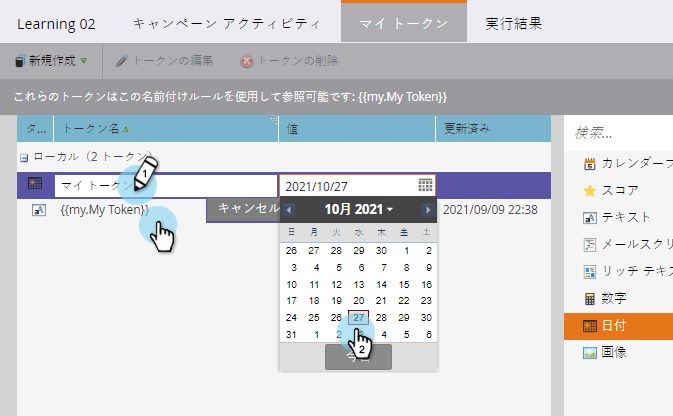 Learning 02 キャンペーン アクティビティ マイ トークン 実行結果
新規作成 トークンの編集 トークンの削除
これらのトークンはこの名前付けルールを使用して参照可能です: {{my.My Token}}
タ... トークン名 値 更新済み
検索...
ローカル (2 トークン)
マイ トークン 2021/10/27
{{my.My Token}} キャンセル 2021/09/09 22:38
10月 2021
日 月 火 水 木 金 土
26 27 28 29 30 1 2
3 4 5 6 7 8 9
10 11 12 13 14 15 16
17 18 19 20 21 22 23
24 25 26 27 28 29 30
31 1 2 3 4 5 6
今日
スコア
テキスト
メールスクリ
リッチ テキス
数字
日付
画像
1
2